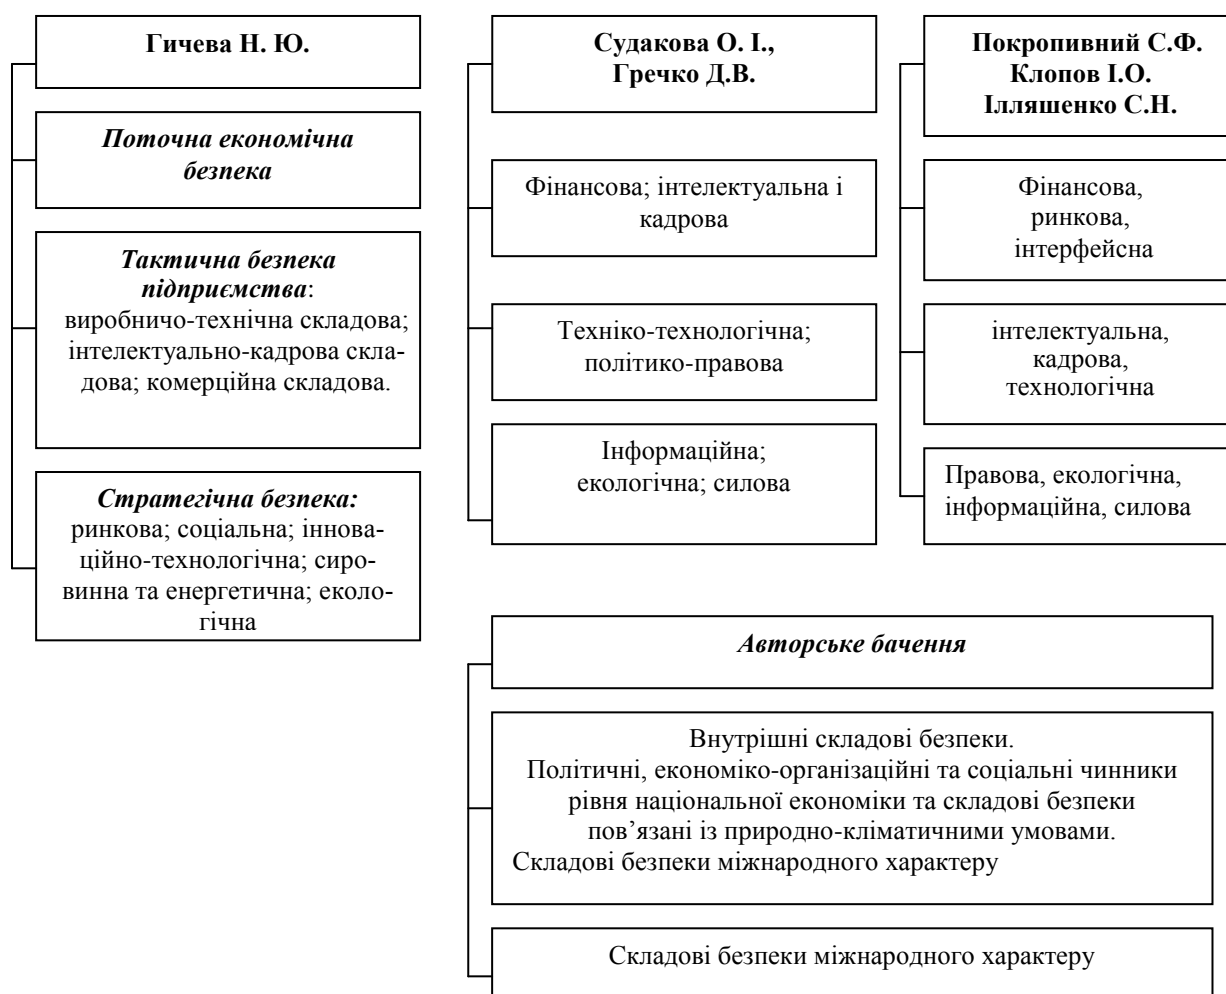 Гичева Н. Ю.
Поточна економічна
безпека
Тактична безпека
підприємства:
виробничо-технічна складова;
інтелектуально-кадрова скла-
дова; комерційна складова.
Стратегічна безпека:
ринкова; соціальна; іннова-
ційно-технологічна; сиро-
винна та енергетична; еколо-
гічна
Судакова О. І.,
Гречко Д.В.
Фінансова; інтелектуальна і
кадрова
Техніко-технологічна;
політико-правова
Інформаційна;
екологічна; силова
Покропивний С.Ф.
Клопов І.О.
Ілляшенко С.Н.
Фінансова,
ринкова,
інтерфейсна
інтелектуальна,
кадрова,
технологічна
Правова, екологічна,
інформаційна, силова
Авторське бачення
Внутрішні складові безпеки.
Політичні, економіко-організаційні та соціальні чинники
рівня національної економіки та складові безпеки
пов’язані із природно-кліматичними умовами.
Складові безпеки міжнародного характеру
Складові безпеки міжнародного характеру